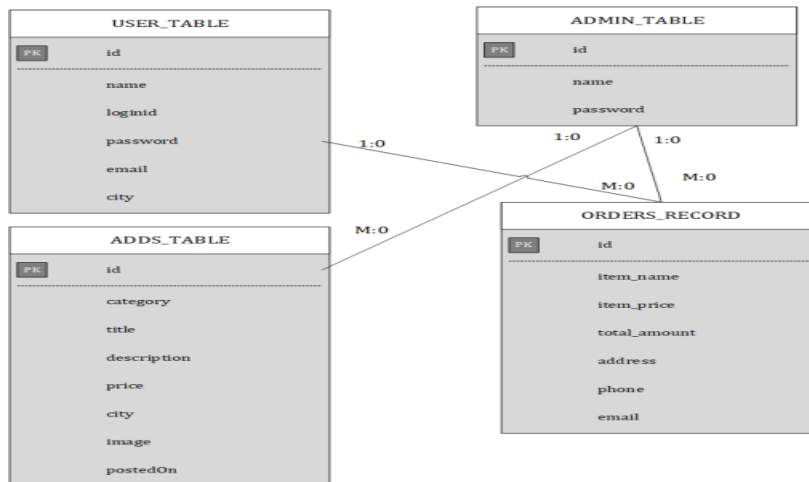 USER_TABLE
PK id
name
loginid
password
email
city
ADMIN_TABLE
PK id
name
password
1:0
1:0
1:0
M:0
M:0
M:0
ADDS_TABLE
PK id
category
title
description
price
city
image
postedOn
ORDERS_RECORD
PK id
item_name
item_price
total_amount
address
phone
email